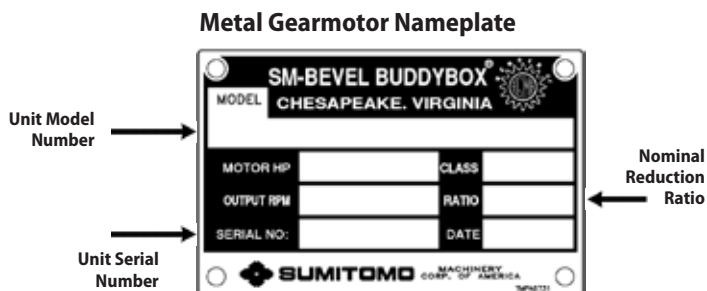 Metal Gearmotor Nameplate
SM-BEVEL BUDDYBOX®
MODEL
CHESAPEAKE. VIRGINIA
Unit Model
Number
MOTOR HP
CLASS
OUTPUT RPM
RATIO
Nominal
Reduction
Ratio
SERIAL NO:
DATE
Unit Serial
Number
SUMITOMO MACHINERY
CORP. OF AMERICA